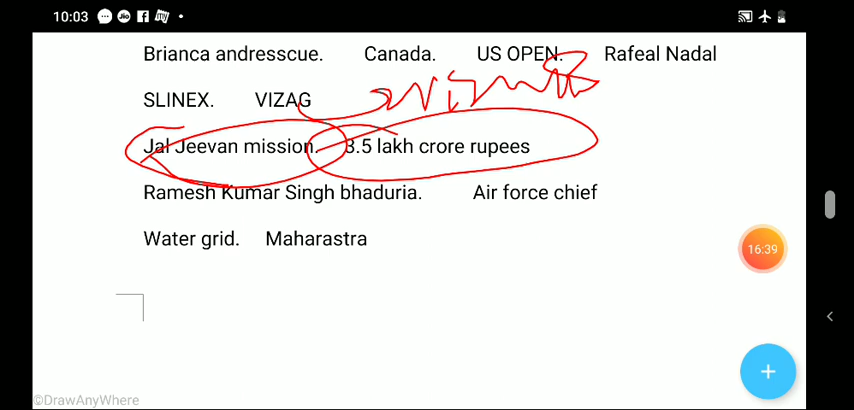 10:03
Brianca andresscue. Canada. US OPEN. Rafeal Nadal
SLINEX. VIZAG
Jal Jeevan mission. 3.5 lakh crore rupees
Ramesh Kumar Singh bhaduria. Air force chief
Water grid. Maharastra
16:39
©DrawAnyWhere